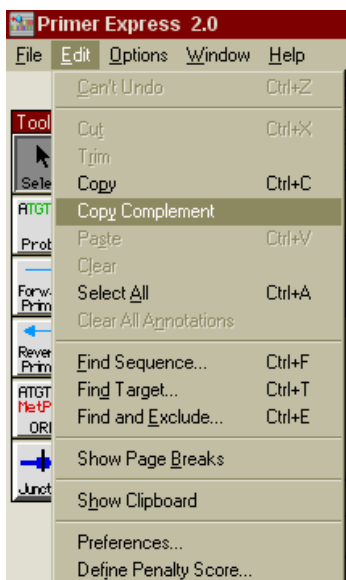 Primer Express 2.0
File Edit Options Window Help
Can't Undo Ctrl+Z
Tool
Cut Ctrl+X
Trim
Sele
Copy Ctrl+C
ATGT
Copy Complement
Prob
Paste Ctrl+V
Clear
Forw
Prim
Select All Ctrl+A
Clear All Annotations
Rever
Prim
Find Sequence... Ctrl+F
ATGT
MetP
ORI
Find Target... Ctrl+T
Find and Exclude... Ctrl+E
Show Page Breaks
Junct
Show Clipboard
Preferences...
Define Penalty Score...